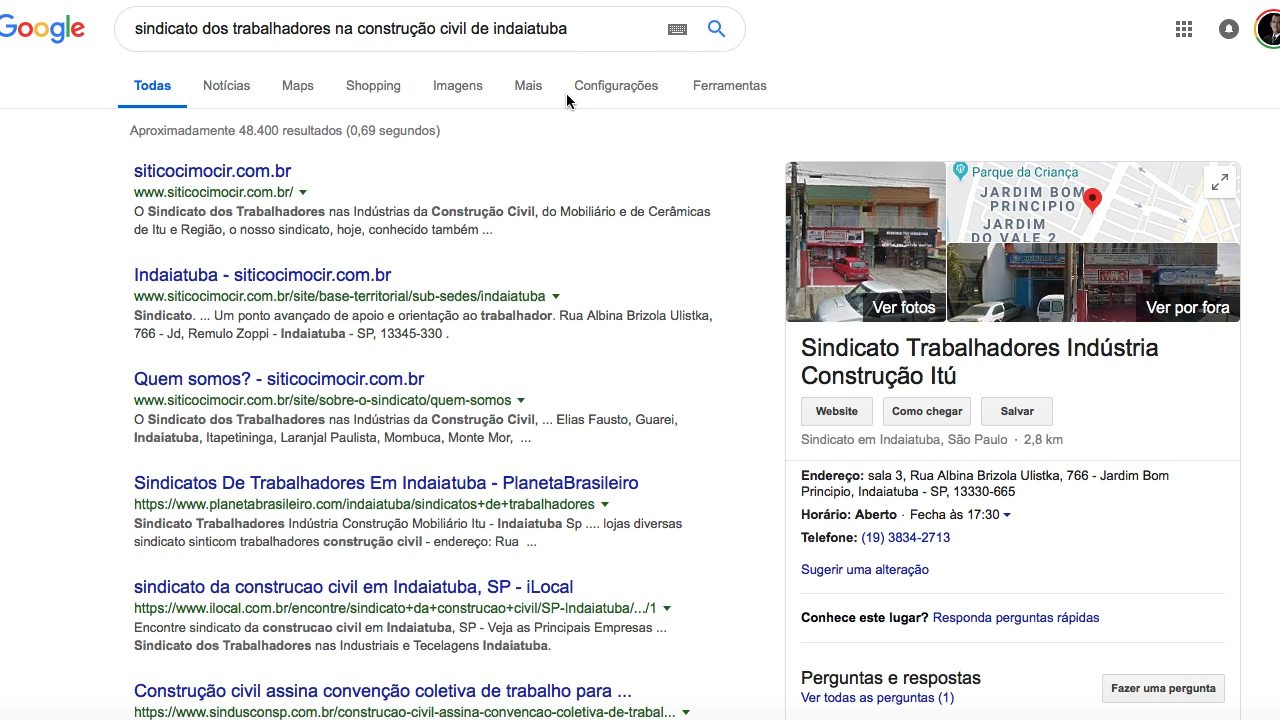 Google
sindicato dos trabalhadores na construção civil de indaiatuba
Todas Notícias Maps Shopping Imagens Mais Configurações Ferramentas
Aproximadamente 48.400 resultados (0,69 segundos)
siticocimocir.com.br
www.siticocimocir.com.br/
O Sindicato dos Trabalhadores nas Indústrias da Construção Civil, do Mobiliário e de Cerâmicas
de Itu e Região, o nosso sindicato, hoje, conhecido também ...
Indaiatuba - siticocimocir.com.br
www.siticocimocir.com.br/site/base-territorial/sub-sedes/indaiatuba
Sindicato. ... Um ponto avançado de apoio e orientação ao trabalhador. Rua Albina Brizola Ulistka,
766 - Jd, Remulo Zoppi - Indaiatuba - SP, 13345-330 .
Quem somos? - siticocimocir.com.br
www.siticocimocir.com.br/site/sobre-o-sindicato/quem-somos
O Sindicato dos Trabalhadores nas Indústrias da Construção Civil, ... Elias Fausto, Guarei,
Indaiatuba, Itapetininga, Laranjal Paulista, Mombuca, Monte Mor, ...
Sindicatos De Trabalhadores Em Indaiatuba - PlanetaBrasileiro
https://www.planetabrasileiro.com/indaiatuba/sindicatos+de+trabalhadores
Sindicato Trabalhadores Indústria Construção Mobiliário Itu - Indaiatuba Sp .... lojas diversas
sindicato sinticom trabalhadores construção civil - endereço: Rua ...
sindicato da construcao civil em Indaiatuba, SP - iLocal
https://www.ilocal.com.br/encontre/sindicato+da+construcao+civil/SP-Indaiatuba/.../1
Encontre sindicato da construcao civil em Indaiatuba, SP - Veja as Principais Empresas ...
Sindicato dos Trabalhadores nas Industriais e Tecelagens Indaiatuba.
Construção civil assina convenção coletiva de trabalho para ...
https://www.sindusconsp.com.br/construcao-civil-assina-convencao-coletiva-de-trabal...
Parque da Criança
JARDIM BOM
PRINCIPIO
JARDIM
DO VALE 2
Ver fotos
Ver por fora
Sindicato Trabalhadores Indústria
Construção Itú
Website Como chegar Salvar
Sindicato em Indaiatuba, São Paulo · 2,8 km
Endereço: sala 3, Rua Albina Brizola Ulistka, 766 - Jardim Bom
Principio, Indaiatuba - SP, 13330-665
Horário: Aberto · Fecha às 17:30
Telefone: (19) 3834-2713
Sugerir uma alteração
Conhece este lugar? Responda perguntas rápidas
Perguntas e respostas
Ver todas as perguntas (1)
Fazer uma pergunta